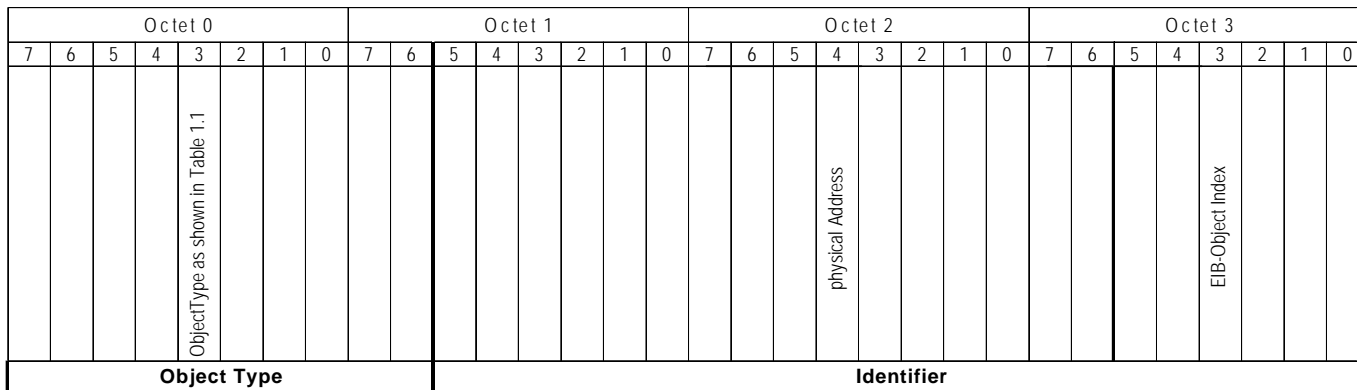 Octet 0 Octet 1 Octet 2 Octet 3
7 6 5 4 3 2 1 0 7 6 5 4 3 2 1 0 7 6 5 4 3 2 1 0 7 6 5 4 3 2 1 0
ObjectType as shown in Table 1.1
physical Address
EIB-Object Index
Object Type Identifier